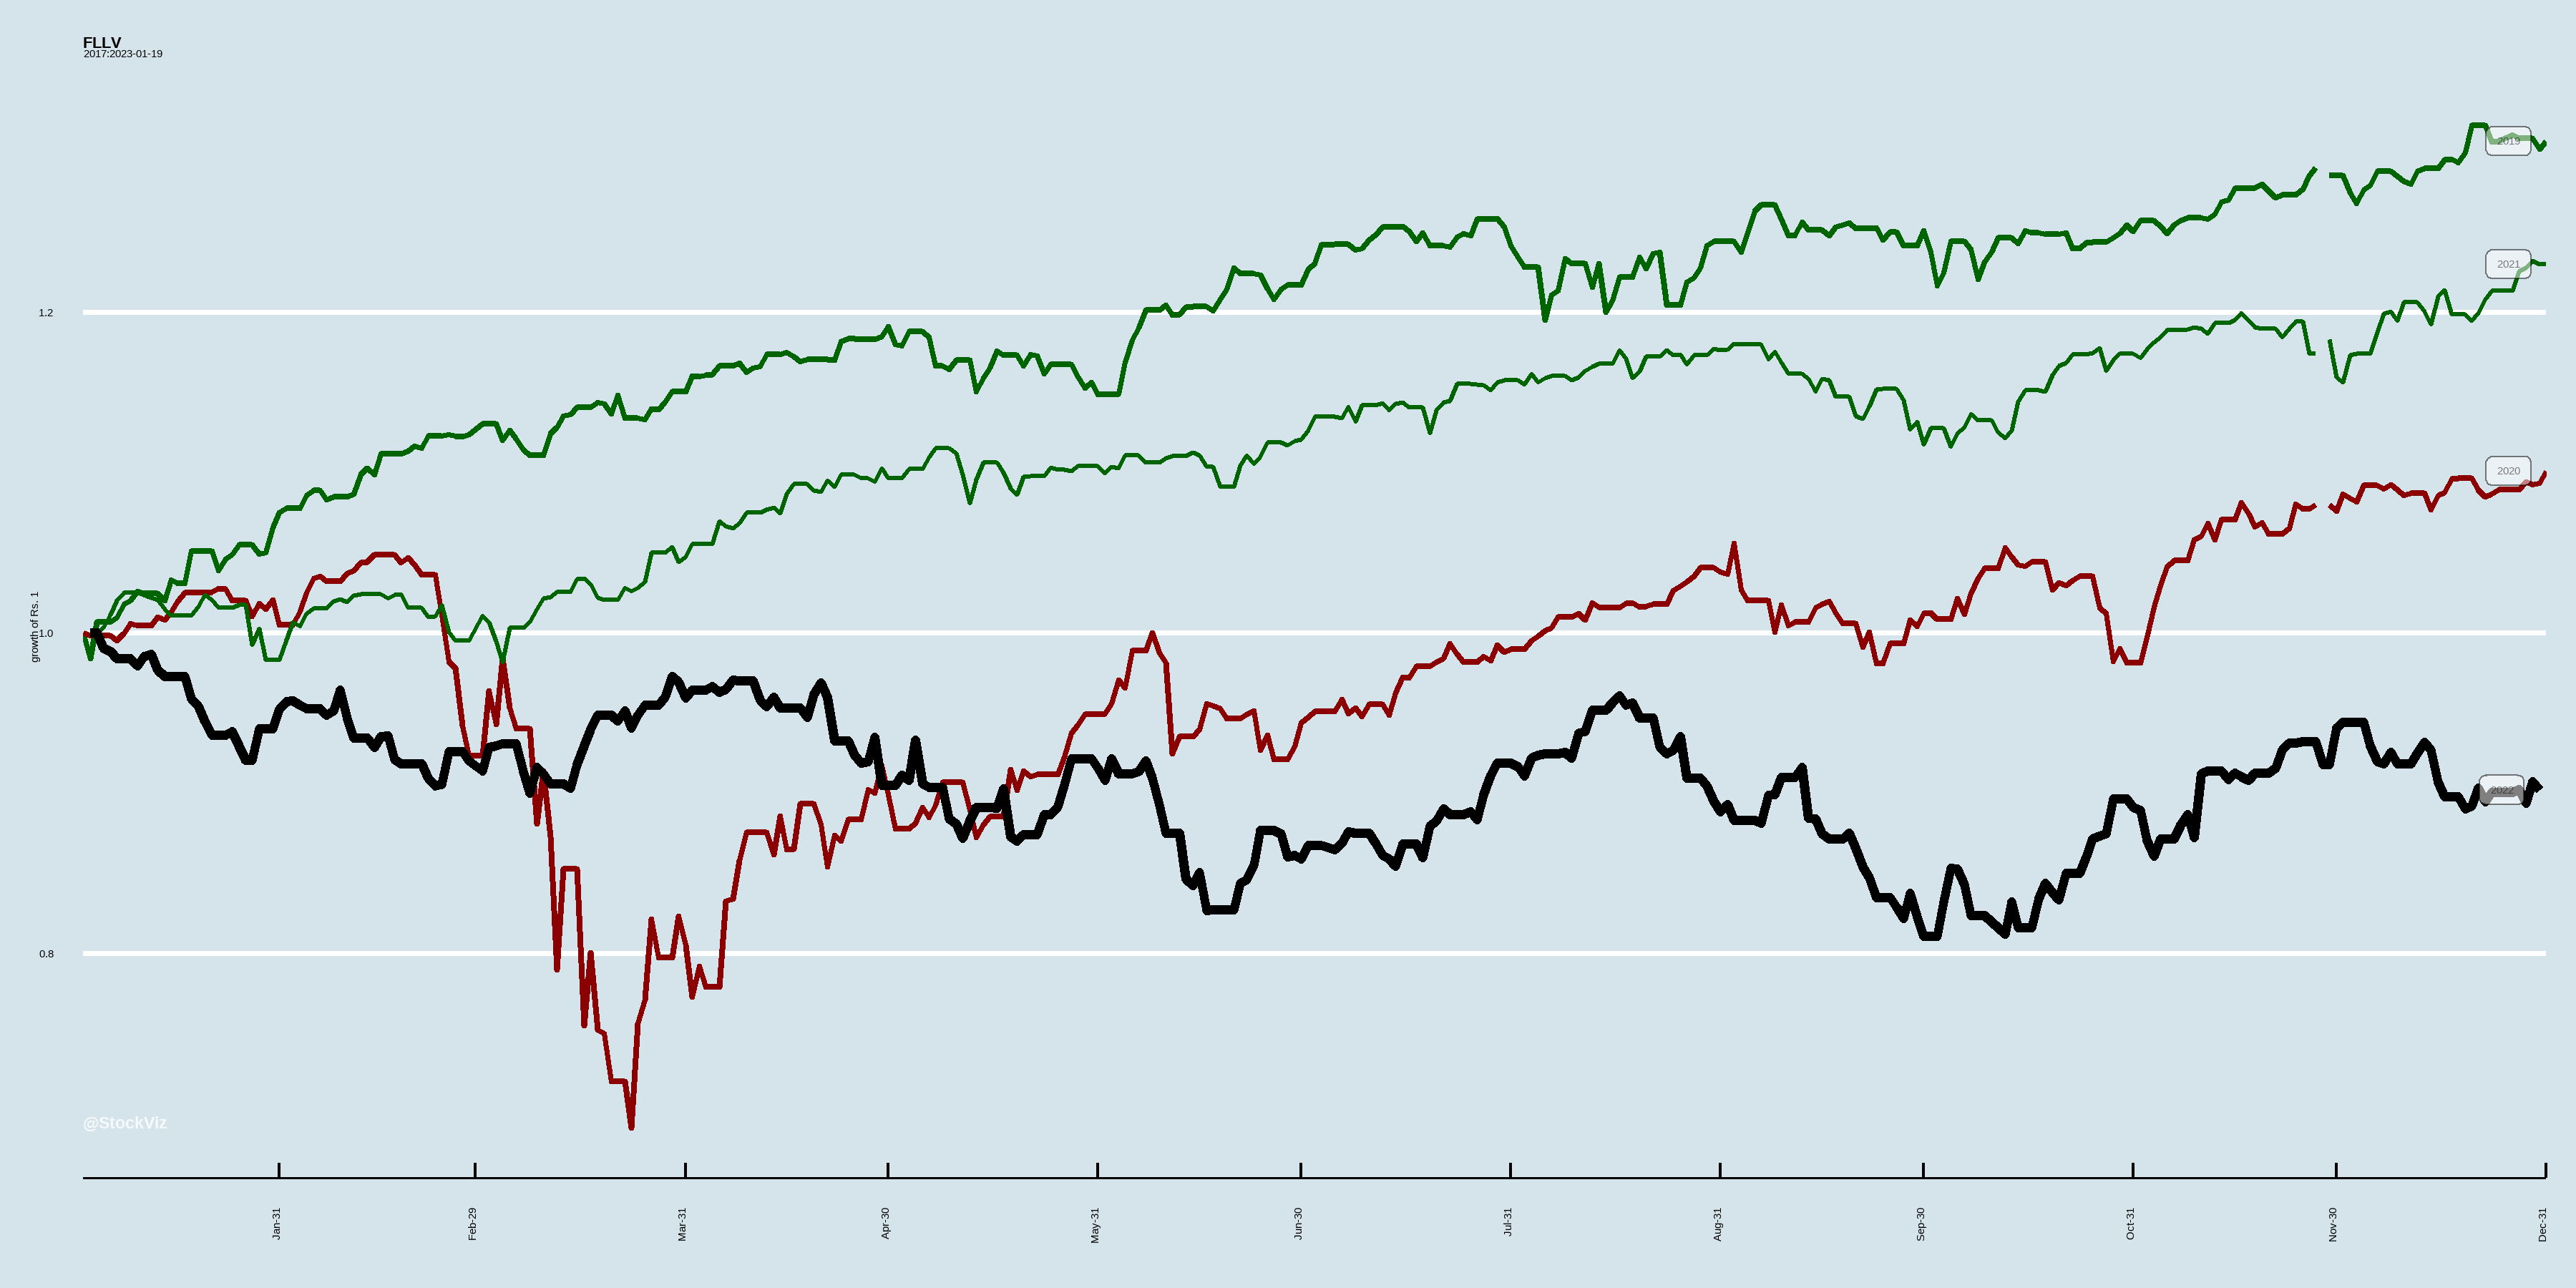 FLLV
2017:2023-01-19
2019
2021
2020
2022
1.2
1.0
0.8
growth of Rs. 1
@StockViz
Jan-31
Feb-29
Mar-31
Apr-30
May-31
Jun-30
Jul-31
Aug-31
Sep-30
Oct-31
Nov-30
Dec-31